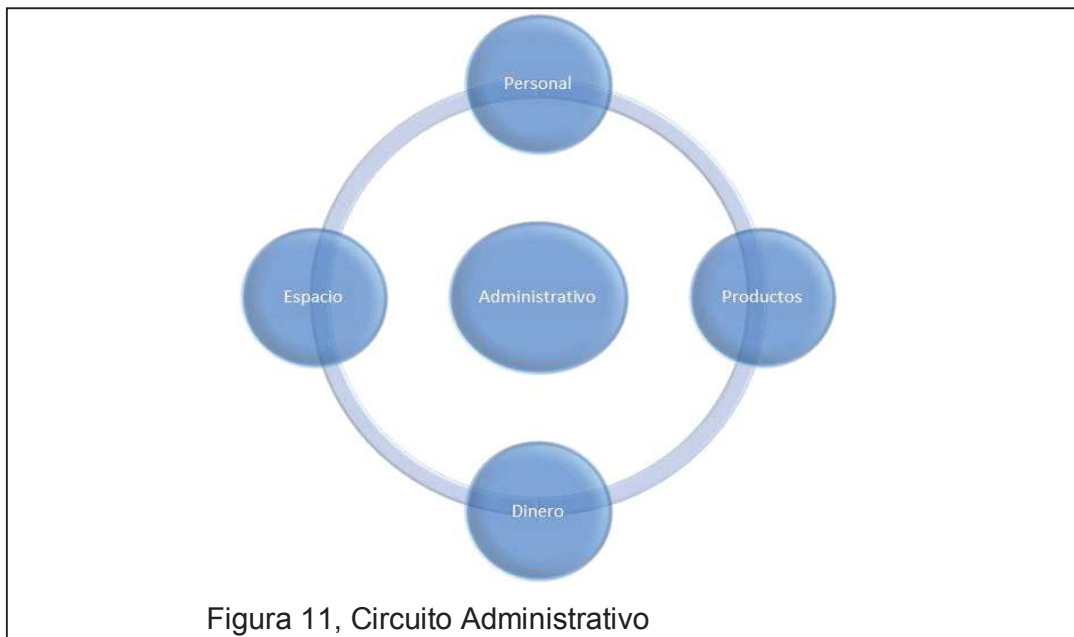 Personal
Espacio
Administrativo
Productos
Dinero
Figura 11, Circuito Administrativo